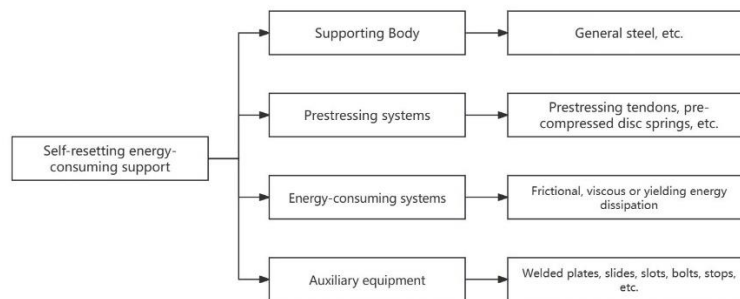 Supporting Body
General steel, etc.
Prestressing systems
Prestressing tendons, pre-
compressed disc springs, etc.
Self-resetting energy-
consuming support
Energy-consuming systems
Frictional, viscous or yielding energy
dissipation
Auxiliary equipment
Welded plates, slides, slots, bolts, stops,
etc.